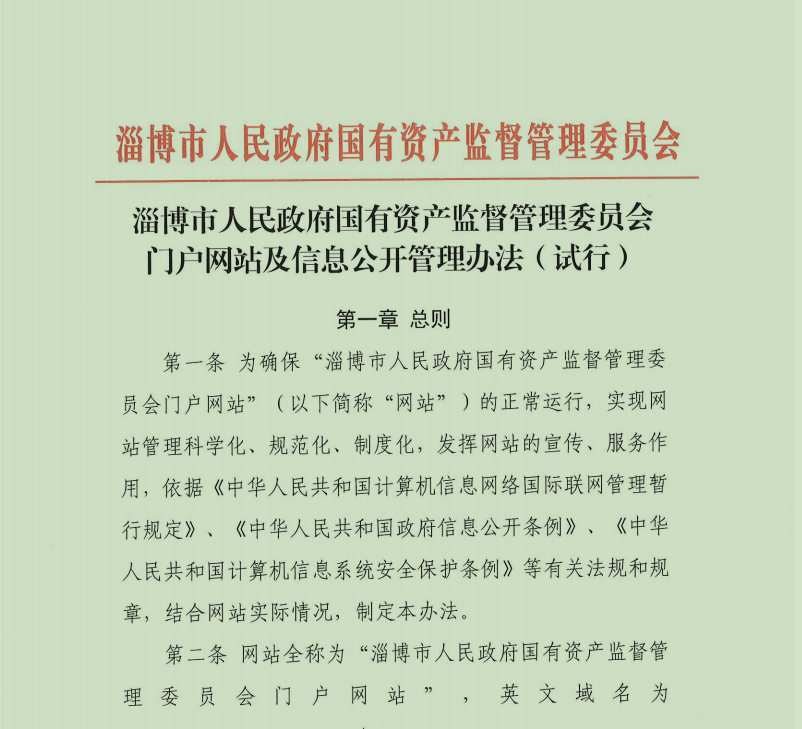 淄博市人民政府国有资产监督管理委员会
淄博市人民政府国有资产监督管理委员会
门户网站及信息公开管理办法（试行）
第一章 总则
第一条 为确保“淄博市人民政府国有资产监督管理委
员会门户网站”（以下简称“网站”）的正常运行，实现网
站管理科学化、规范化、制度化，发挥网站的宣传、服务作
用，依据《中华人民共和国计算机信息网络国际联网管理暂
行规定》、《中华人民共和国政府信息公开条例》、《中华
人民共和国计算机信息系统安全保护条例》等有关法规和规
章，结合网站实际情况，制定本办法。
第二条 网站全称为“淄博市人民政府国有资产监督管
理委员会门户网站”，英文域名为